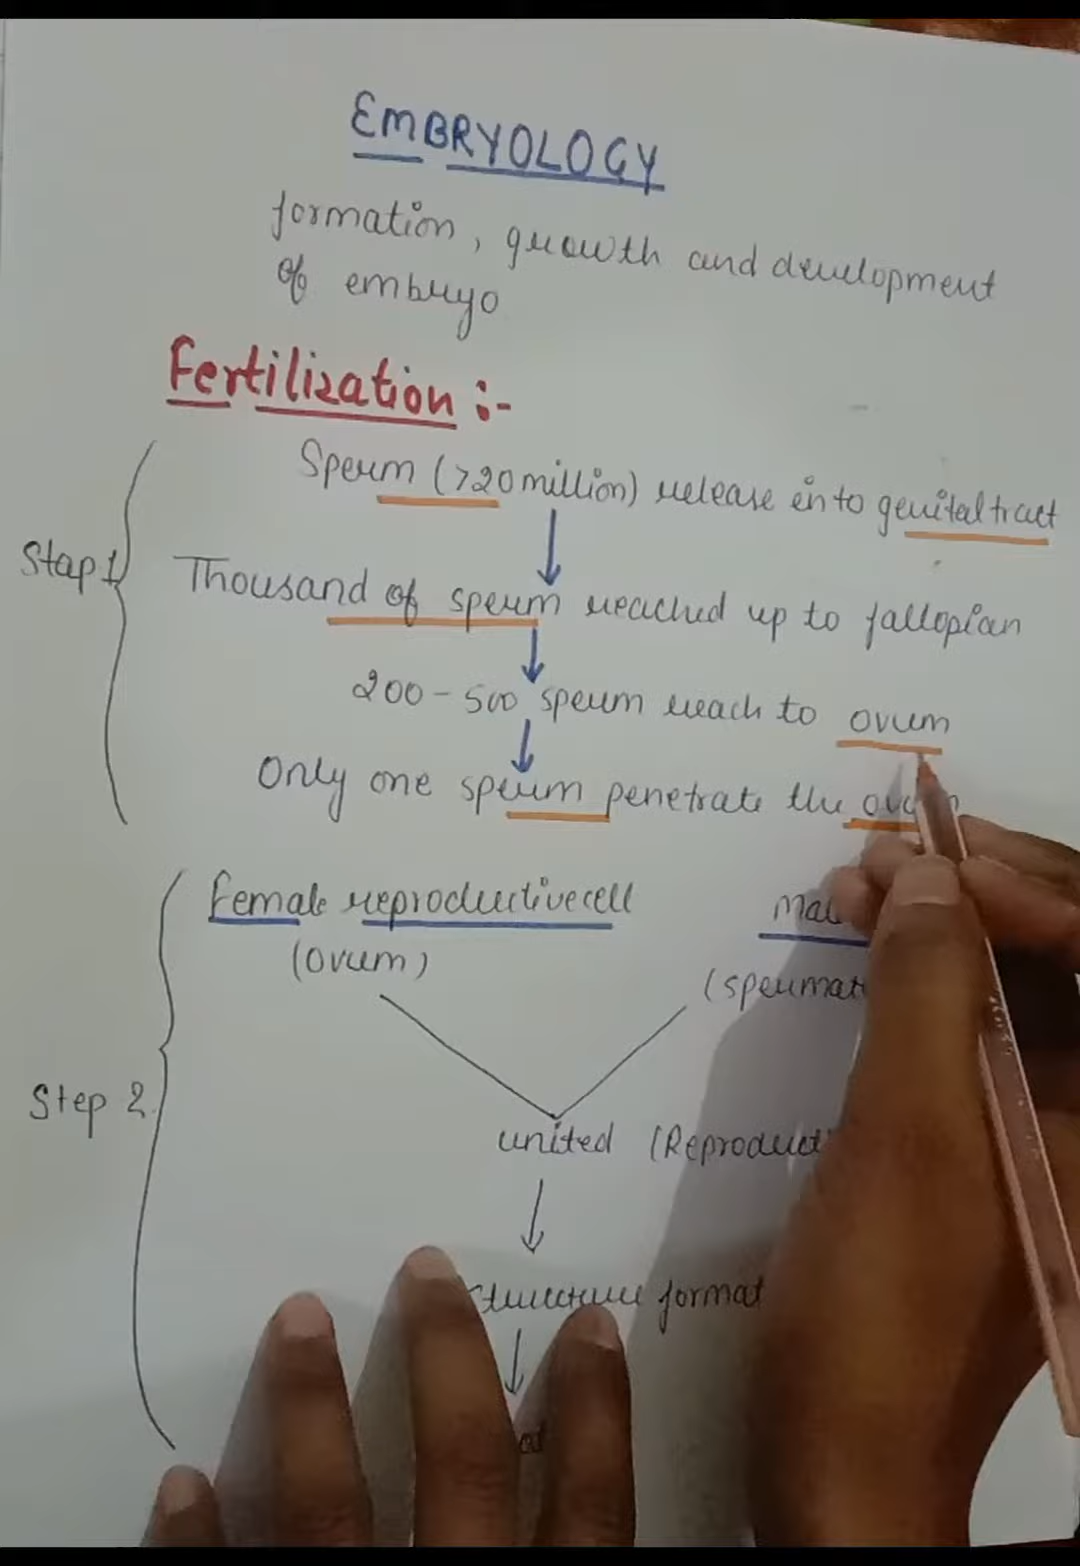 EMBRYOLOGY
formation, growth and development
of embryo
Fertilization :-
Sperm (>20 million) release into genital tract
Stap 1
Thousand of sperm reached up to fallopian
200-500 sperm reach to ovum
Only one sperm penetrate the
Female reproductive cell
(ovum)
Step 2
united
format